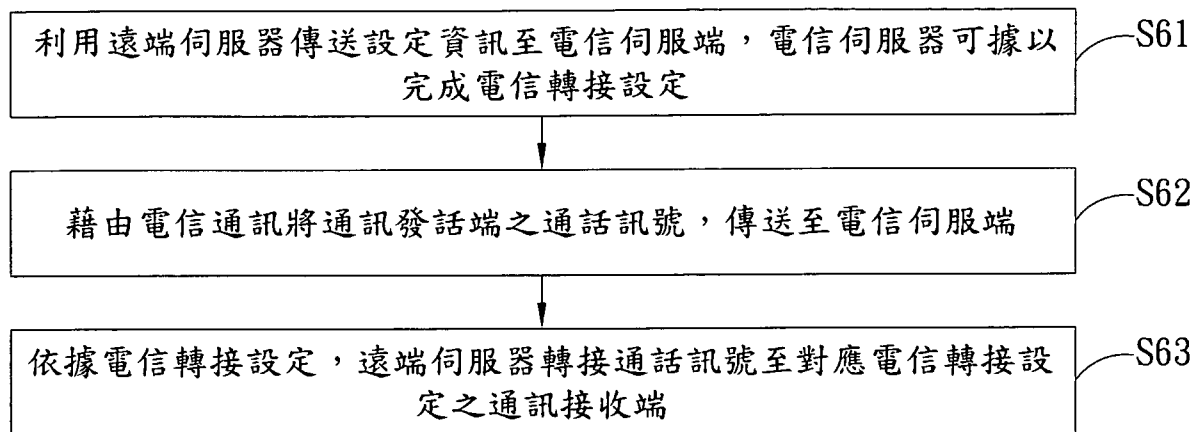 利用遠端伺服器傳送設定資訊至電信伺服端，電信伺服器可據以
完成電信轉接設定
S61
藉由電信通訊將通訊發話端之通話訊號，傳送至電信伺服端
S62
依據電信轉接設定，遠端伺服器轉接通話訊號至對應電信轉接設
定之通訊接收端
S63